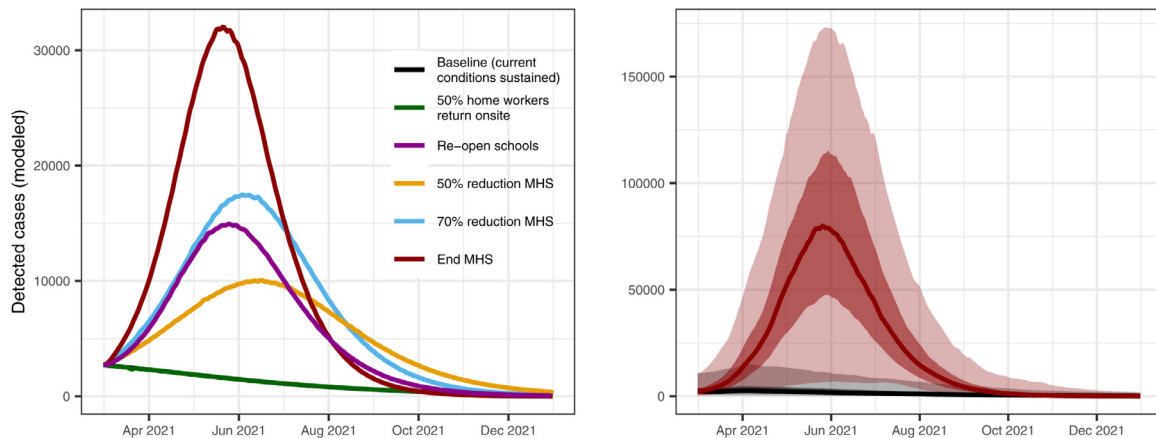 Detected cases (modeled)
30000
20000
10000
0
Baseline (current
conditions sustained)
50% home workers
return onsite
Re-open schools
50% reduction MHS
70% reduction MHS
End MHS
Apr 2021 Jun 2021 Aug 2021 Oct 2021 Dec 2021
150000
100000
50000
0
Apr 2021 Jun 2021 Aug 2021 Oct 2021 Dec 2021